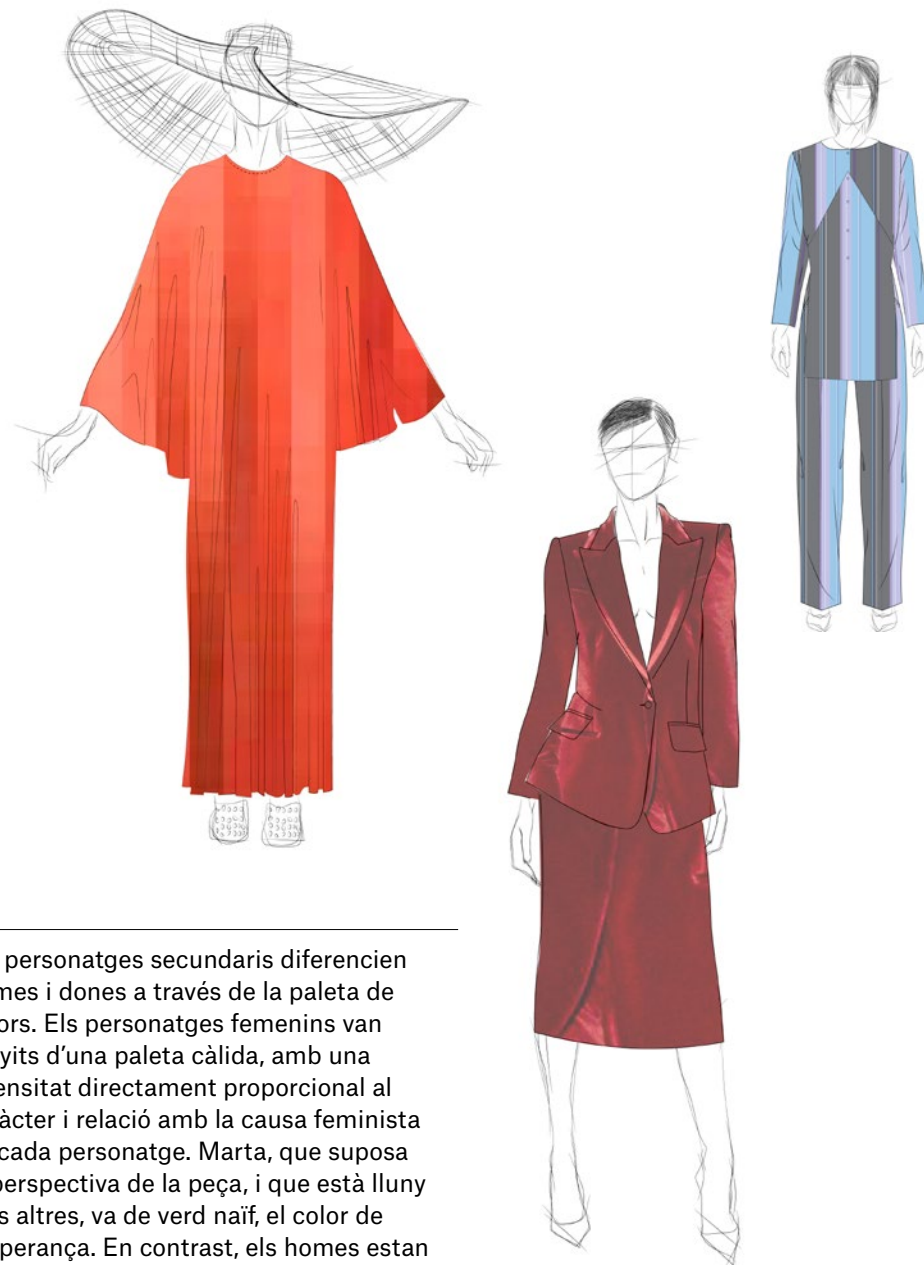 personatges secundaris diferencien
mes i dones a través de la paleta de
ors. Els personatges femenins van
yits d'una paleta càlida, amb una
ensitat directament proporcional al
àcter i relació amb la causa feminista
cada personatge. Marta, que suposa
perspectiva de la peça, i que està lluny
s altres, va de verd naïf, el color de
perança. En contrast, els homes estan